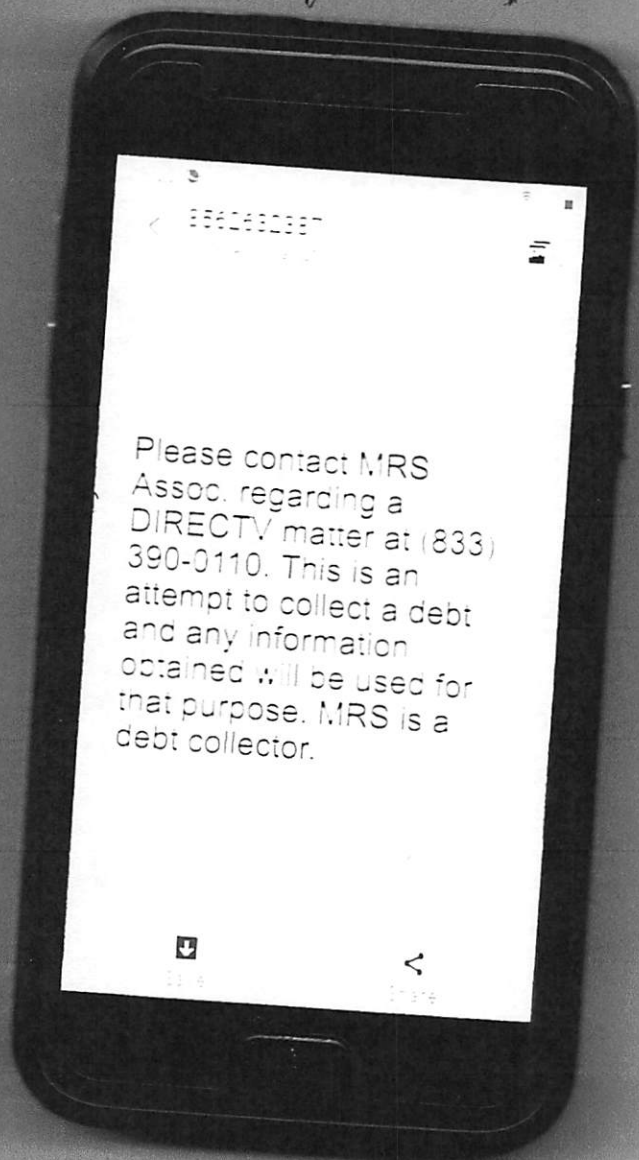 Please contact MRS
Assoc. regarding a
DIRECTV matter at (833)
390-0110. This is an
attempt to collect a debt
and any information
obtained will be used for
that purpose. MRS is a
debt collector.
Share